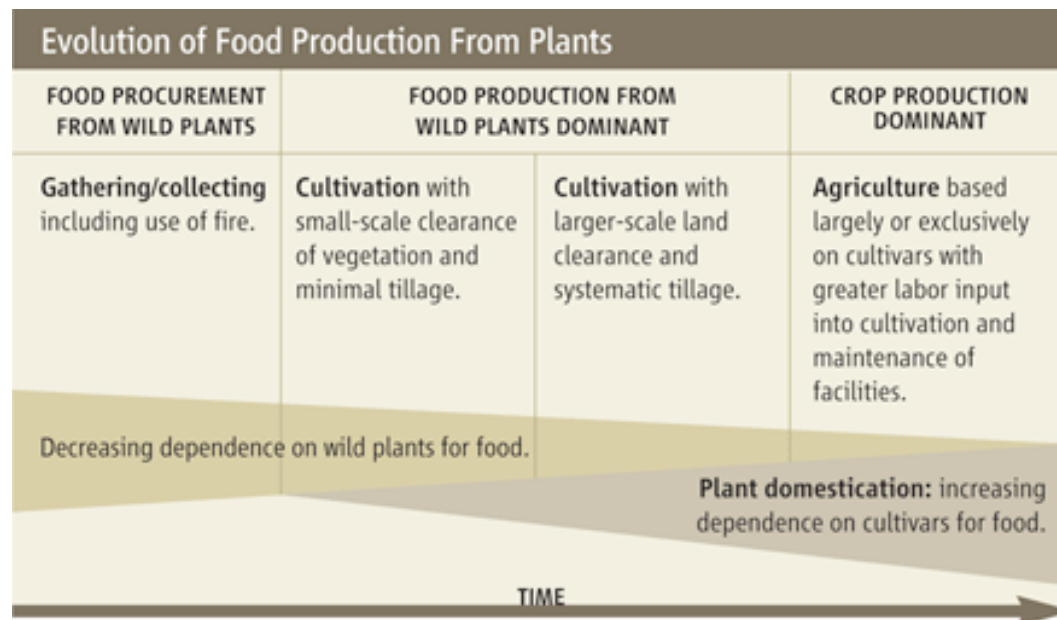 Evolution of Food Production From Plants
FOOD PROCUREMENT
FROM WILD PLANTS
FOOD PRODUCTION FROM
WILD PLANTS DOMINANT
CROP PRODUCTION
DOMINANT
Gathering/collecting
including use of fire.
Cultivation with
small-scale clearance
of vegetation and
minimal tillage.
Cultivation with
larger-scale land
clearance and
systematic tillage.
Agriculture based
largely or exclusively
on cultivars with
greater labor input
into cultivation and
maintenance of
facilities.
Decreasing dependence on wild plants for food.
Plant domestication: increasing
dependence on cultivars for food.
TIME